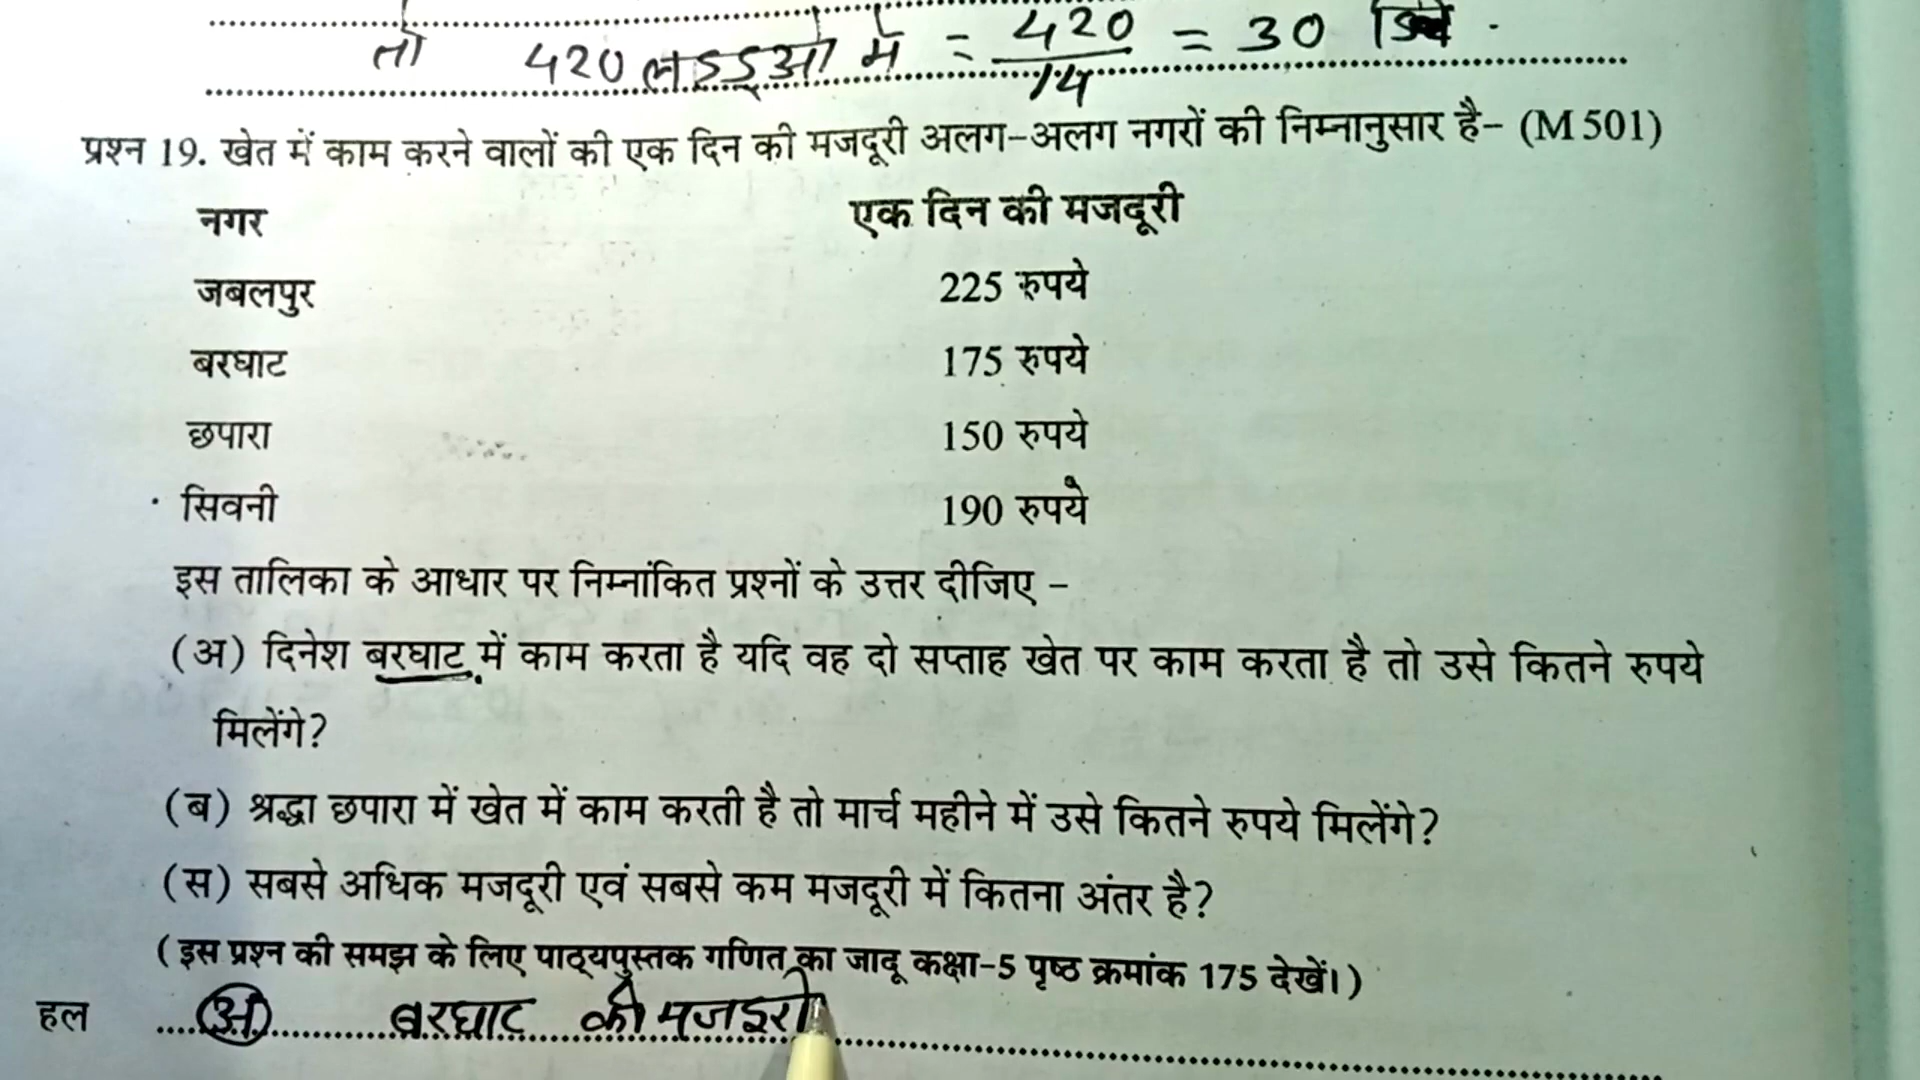 तो 420 लड्डुओ में = 420/14 = 30 डिब्बे .
प्रश्न 19. खेत में काम करने वालों की एक दिन की मजदूरी अलग-अलग नगरों की निम्नानुसार है- (M 501)
नगर एक दिन की मजदूरी
जबलपुर 225 रुपये
बरघाट 175 रुपये
छपारा 150 रुपये
सिवनी 190 रुपये
इस तालिका के आधार पर निम्नांकित प्रश्नों के उत्तर दीजिए -
(अ) दिनेश बरघाट में काम करता है यदि वह दो सप्ताह खेत पर काम करता है तो उसे कितने रुपये
मिलेंगे?
(ब) श्रद्धा छपारा में खेत में काम करती है तो मार्च महीने में उसे कितने रुपये मिलेंगे?
(स) सबसे अधिक मजदूरी एवं सबसे कम मजदूरी में कितना अंतर है?
(इस प्रश्न की समझ के लिए पाठ्यपुस्तक गणित का जादू कक्षा-5 पृष्ठ क्रमांक 175 देखें।)
हल (अ) बरघाट की मजदूरी